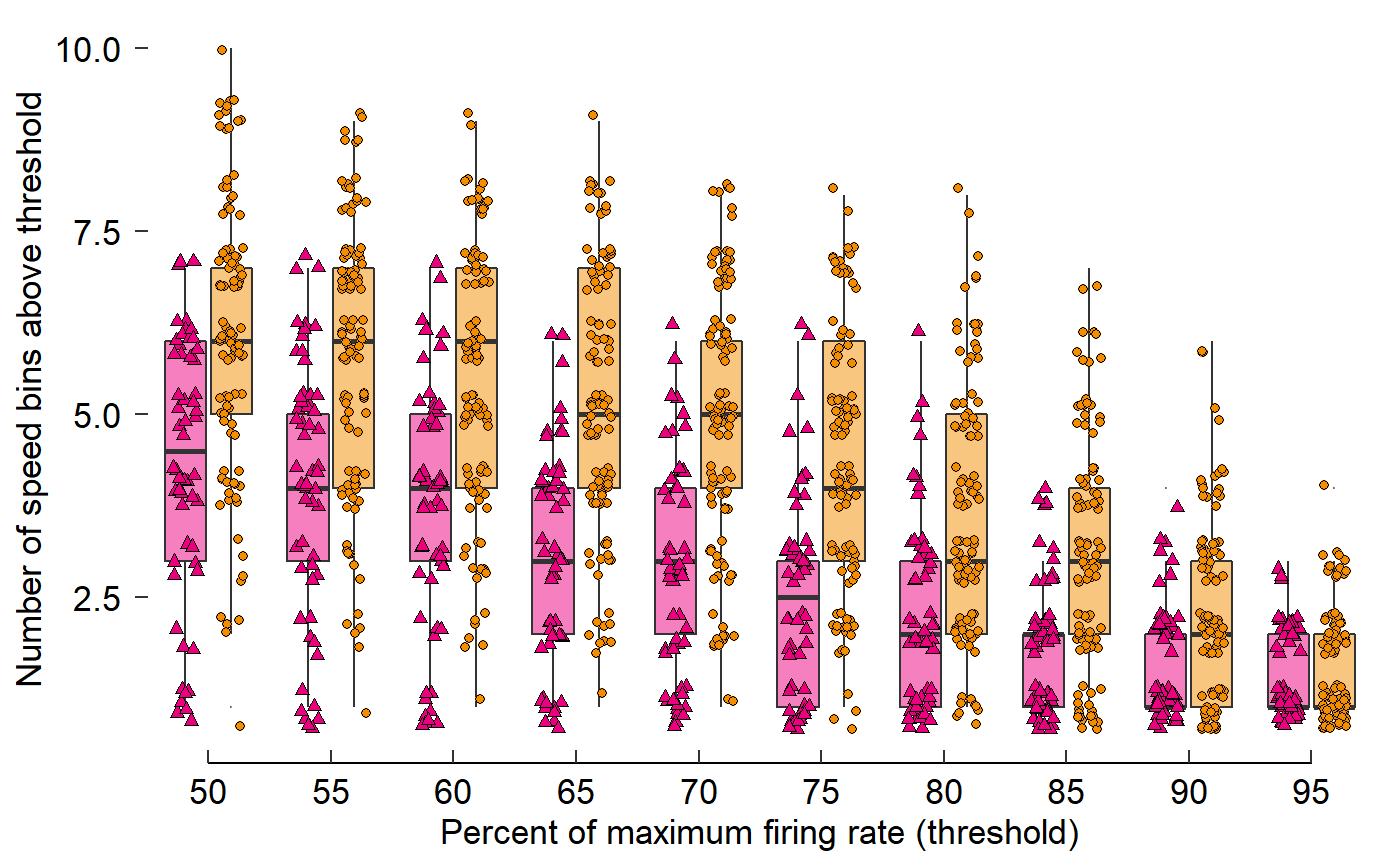 10.0
7.5
5.0
2.5
Number of speed bins above threshold
50 55 60 65 70 75 80 85 90 95
Percent of maximum firing rate (threshold)